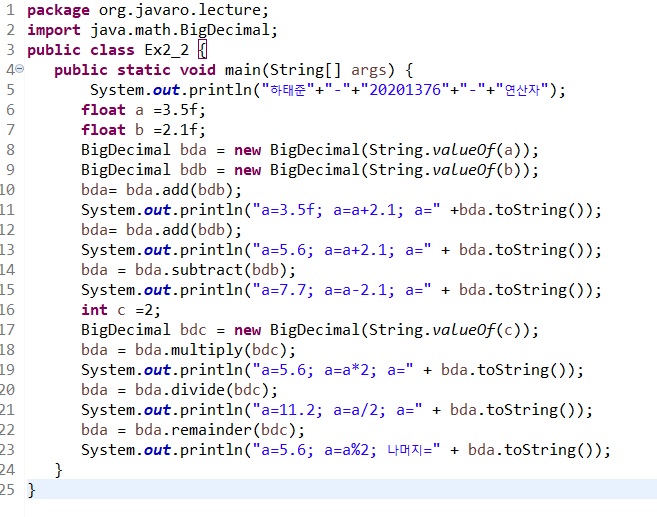 1 package org.javaro.lecture;
2 import java.math.BigDecimal;
3 public class Ex2_2 {
4 public static void main(String[] args) {
5 System.out.println("하태준"+"-"+"20201376"+"-"+"연산자");
6 float a =3.5f;
7 float b =2.1f;
8 BigDecimal bda = new BigDecimal(String.valueOf(a));
9 BigDecimal bdb = new BigDecimal(String.valueOf(b));
10 bda= bda.add(bdb);
11 System.out.println("a=3.5f; a=a+2.1; a=" +bda.toString());
12 bda= bda.add(bdb);
13 System.out.println("a=5.6; a=a+2.1; a=" + bda.toString());
14 bda = bda.subtract(bdb);
15 System.out.println("a=7.7; a=a-2.1; a=" + bda.toString());
16 int c =2;
17 BigDecimal bdc = new BigDecimal(String.valueOf(c));
18 bda = bda.multiply(bdc);
19 System.out.println("a=5.6; a=a*2; a=" + bda.toString());
20 bda = bda.divide(bdc);
21 System.out.println("a=11.2; a=a/2; a=" + bda.toString());
22 bda = bda.remainder(bdc);
23 System.out.println("a=5.6; a=a%2; 나머지=" + bda.toString());
24 }
25 }